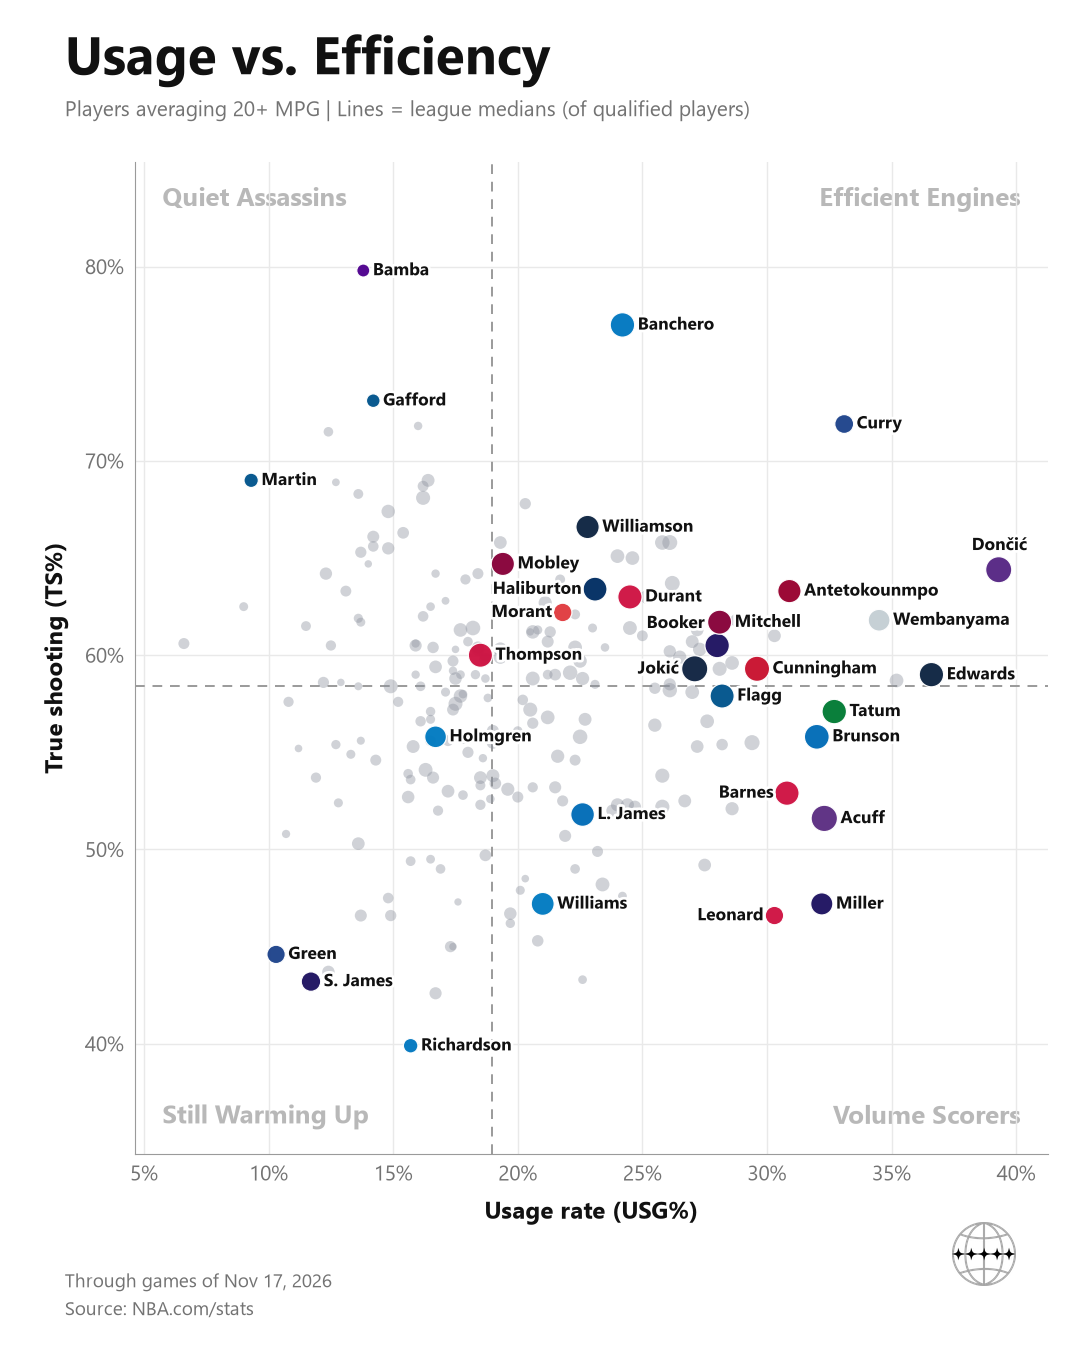 Usage vs. Efficiency
Players averaging 20+ MPG | Lines = league medians (of qualified players)
Quiet Assassins
Efficient Engines
80%
Bamba
Banchero
Gafford
Curry
70%
Martin
Williamson
Dončić
Mobley
Haliburton
Durant
Antetokounmpo
Morant
Booker
Mitchell
Wembanyama
60%
Thompson
Jokić
Cunningham
Edwards
Flagg
Tatum
Holmgren
Brunson
True shooting (TS%)
Barnes
L. James
Acuff
50%
Williams
Leonard
Miller
Green
S. James
40%
Richardson
Still Warming Up
Volume Scorers
5%
10%
15%
20%
25%
30%
35%
40%
Usage rate (USG%)
Through games of Nov 17, 2026
Source: NBA.com/stats